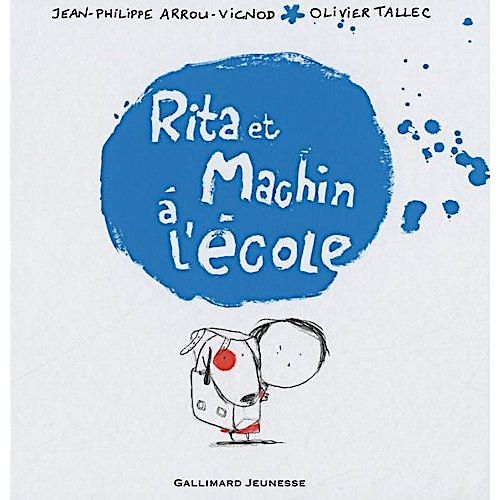 JEAN-PHILIPPE ARROU-VIGNOD OLIVIER TALLEC
Rita et
Machin
à l'école
GALLIMARD JEUNESSE